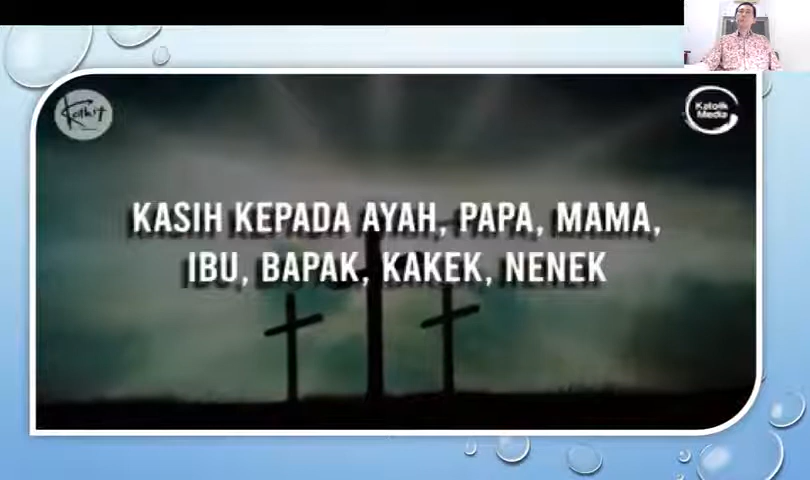 Katolik
Media
KASIH KEPADA AYAH, PAPA, MAMA,
IBU, BAPAK, KAKEK, NENEK